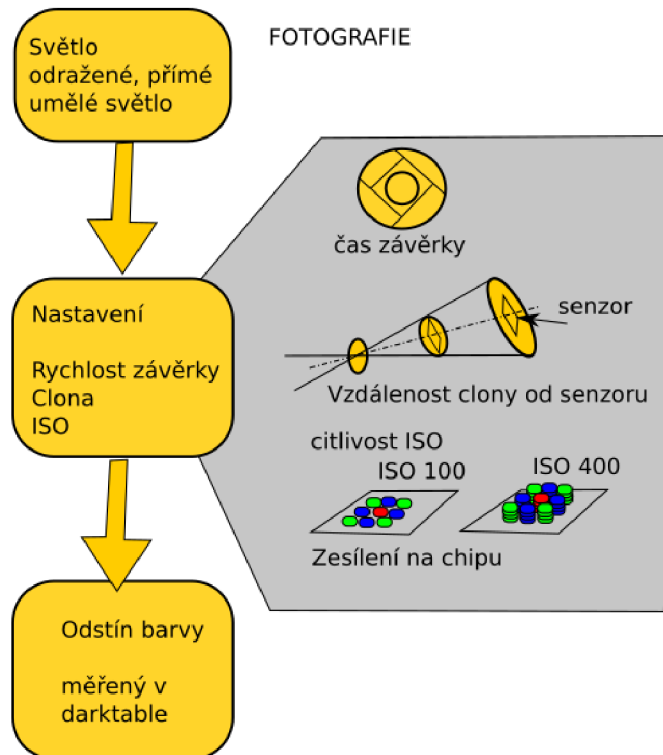 FOTOGRAFIE
Světlo
odražené, přímé
umělé světlo
čas závěrky
Nastavení
Rychlost závěrky
Clona
ISO
senzor
Vzdálenost clony od senzoru
citlivost ISO
ISO 100
ISO 400
Zesílení na chipu
Odstín barvy
měřený v
darktable